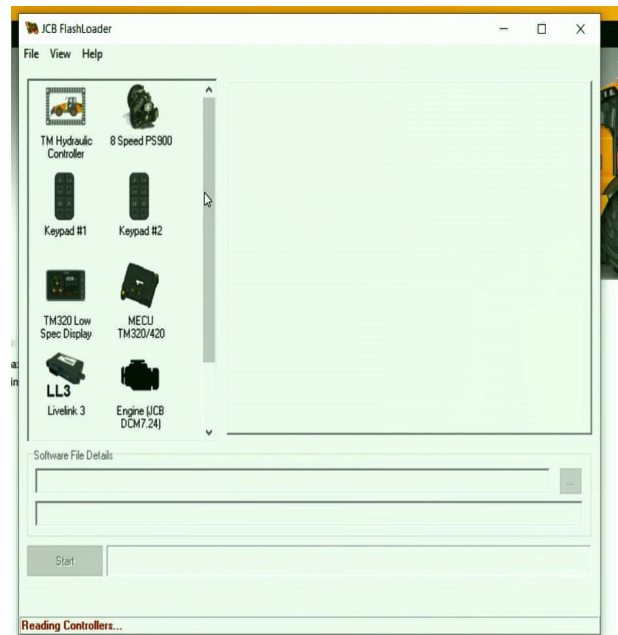 JCB FlashLoader
File View Help
TM Hydraulic
Controller
8 Speed PS900
Keypad #1
Keypad #2
TM320 Low
Spec Display
MECU
TM320/420
LL3
Livelink 3
Engine (JCB
DCM7.24)
Software File Details
...
Start
Reading Controllers...